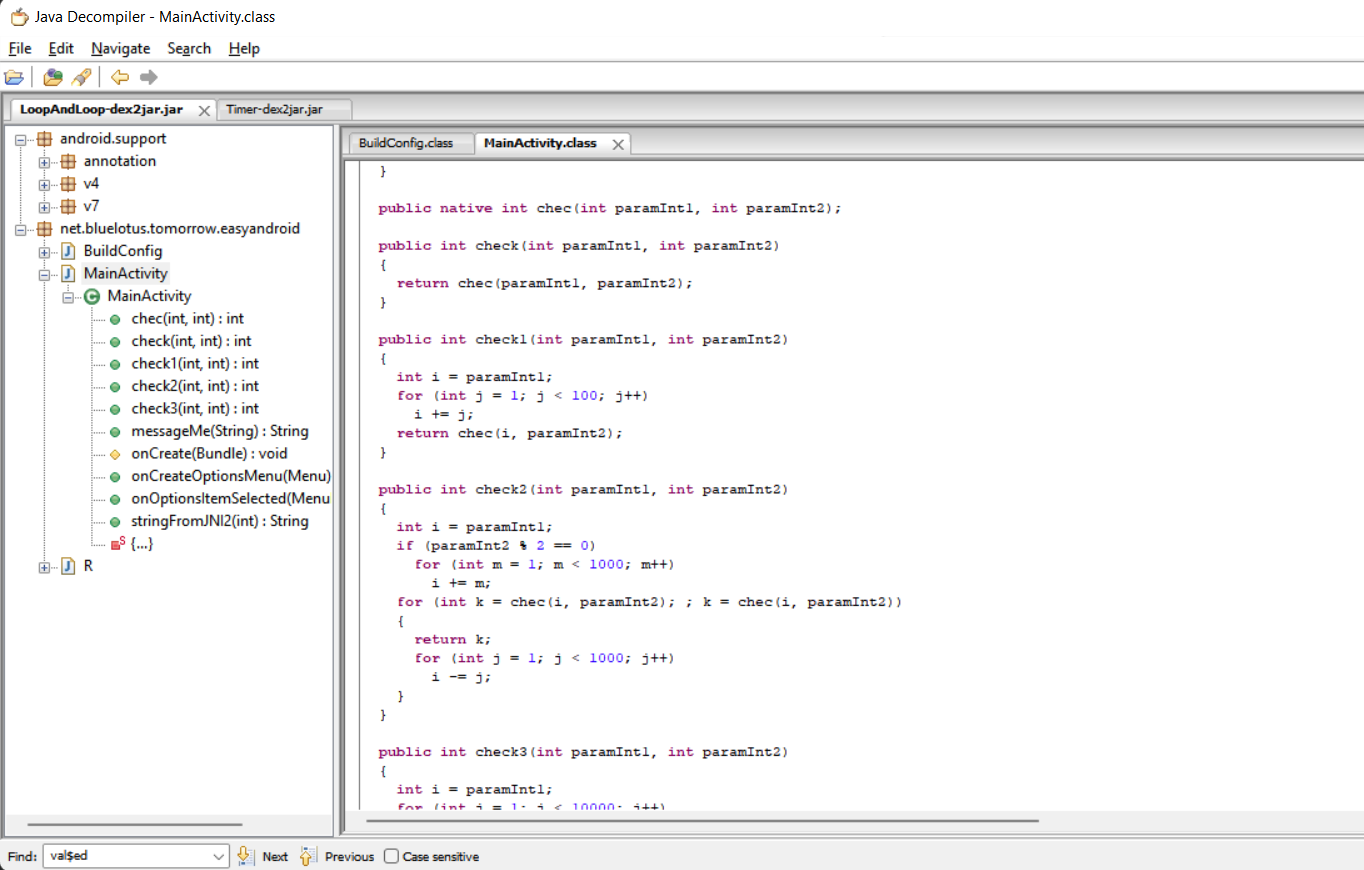 Java Decompiler - MainActivity.class
File Edit Navigate Search Help
LoopAndLoop-dex2jar.jar Timer-dex2jar.jar
android.support
annotation
v4
v7
net.bluelotus.tomorrow.easyandroid
BuildConfig
MainActivity
MainActivity
chec(int, int) : int
check(int, int) : int
check1(int, int) : int
check2(int, int) : int
check3(int, int) : int
messageMe(String) : String
onCreate(Bundle) : void
onCreateOptionsMenu(Menu)
onOptionsItemSelected(Menu
stringFromJNI2(int) : String
{...}
R
BuildConfig.class MainActivity.class
}
public native int chec(int paramInt1, int paramInt2);
public int check(int paramInt1, int paramInt2)
{
return chec(paramInt1, paramInt2);
}
public int check1(int paramInt1, int paramInt2)
{
int i = paramInt1;
for (int j = 1; j < 100; j++)
i += j;
return chec(i, paramInt2);
}
public int check2(int paramInt1, int paramInt2)
{
int i = paramInt1;
if (paramInt2 % 2 == 0)
for (int m = 1; m < 1000; m++)
i += m;
for (int k = chec(i, paramInt2); ; k = chec(i, paramInt2))
{
return k;
for (int j = 1; j < 1000; j++)
i -= j;
}
}
public int check3(int paramInt1, int paramInt2)
{
int i = paramInt1;
for (int j = 1; j < 10000; j++)
Find: val$ed Next Previous Case sensitive